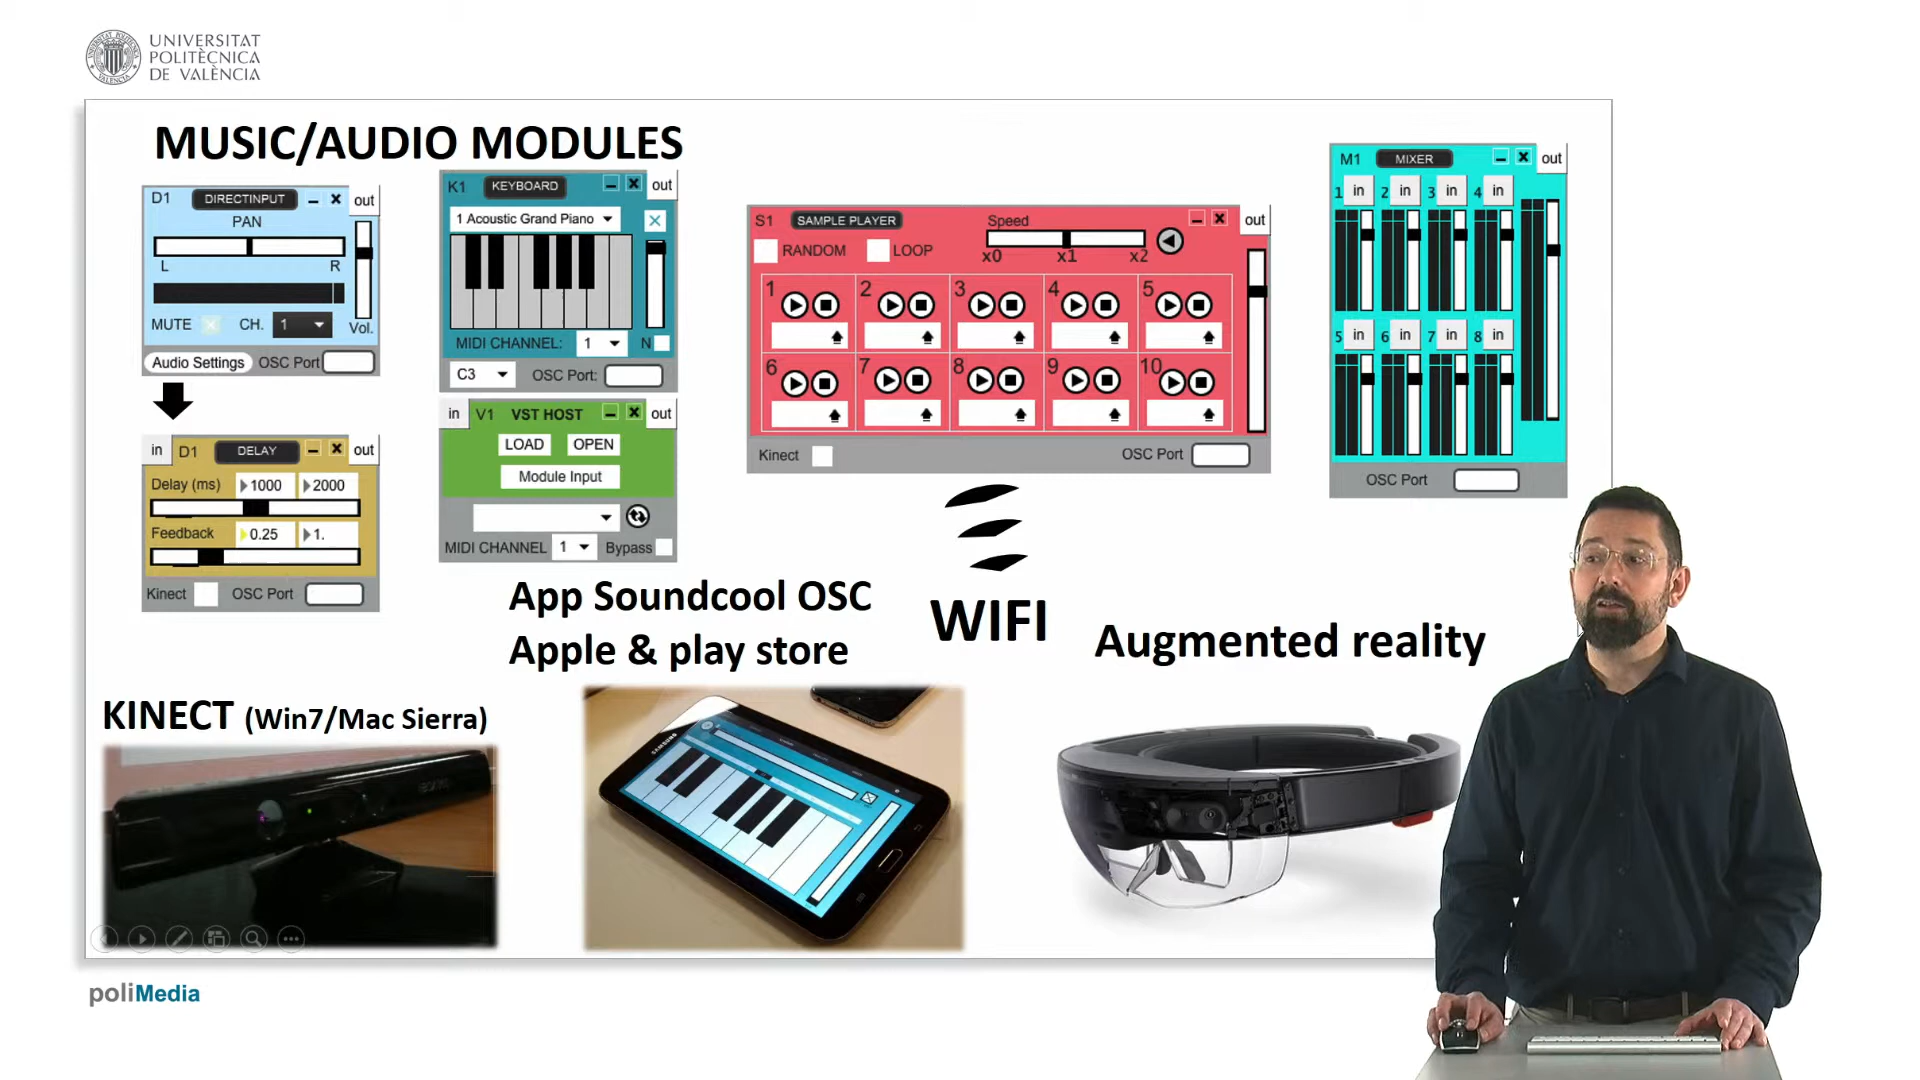 UNIVERSITAT
POLITÈCNICA
DE VALÈNCIA
MUSIC/AUDIO MODULES
D1 DIRECTINPUT out
PAN
L R
MUTE CH. 1 Vol.
Audio Settings OSC Port
K1 KEYBOARD out
1 Acoustic Grand Piano
MIDI CHANNEL: 1 N
C3 OSC Port:
S1 SAMPLE PLAYER out
Speed
RANDOM LOOP
x0 x1 x2
1 2 3 4 5
6 7 8 9 10
Kinect OSC Port
M1 MIXER out
1 in 2 in 3 in 4 in
5 in 6 in 7 in 8 in
OSC Port
in D1 DELAY out
Delay (ms) 1000 2000
Feedback 0.25 1.
Kinect OSC Port
in V1 VST HOST out
LOAD OPEN
Module Input
MIDI CHANNEL 1 Bypass
App Soundcool OSC
Apple & play store
WIFI
Augmented reality
KINECT (Win7/Mac Sierra)
SAMSUNG
poliMedia